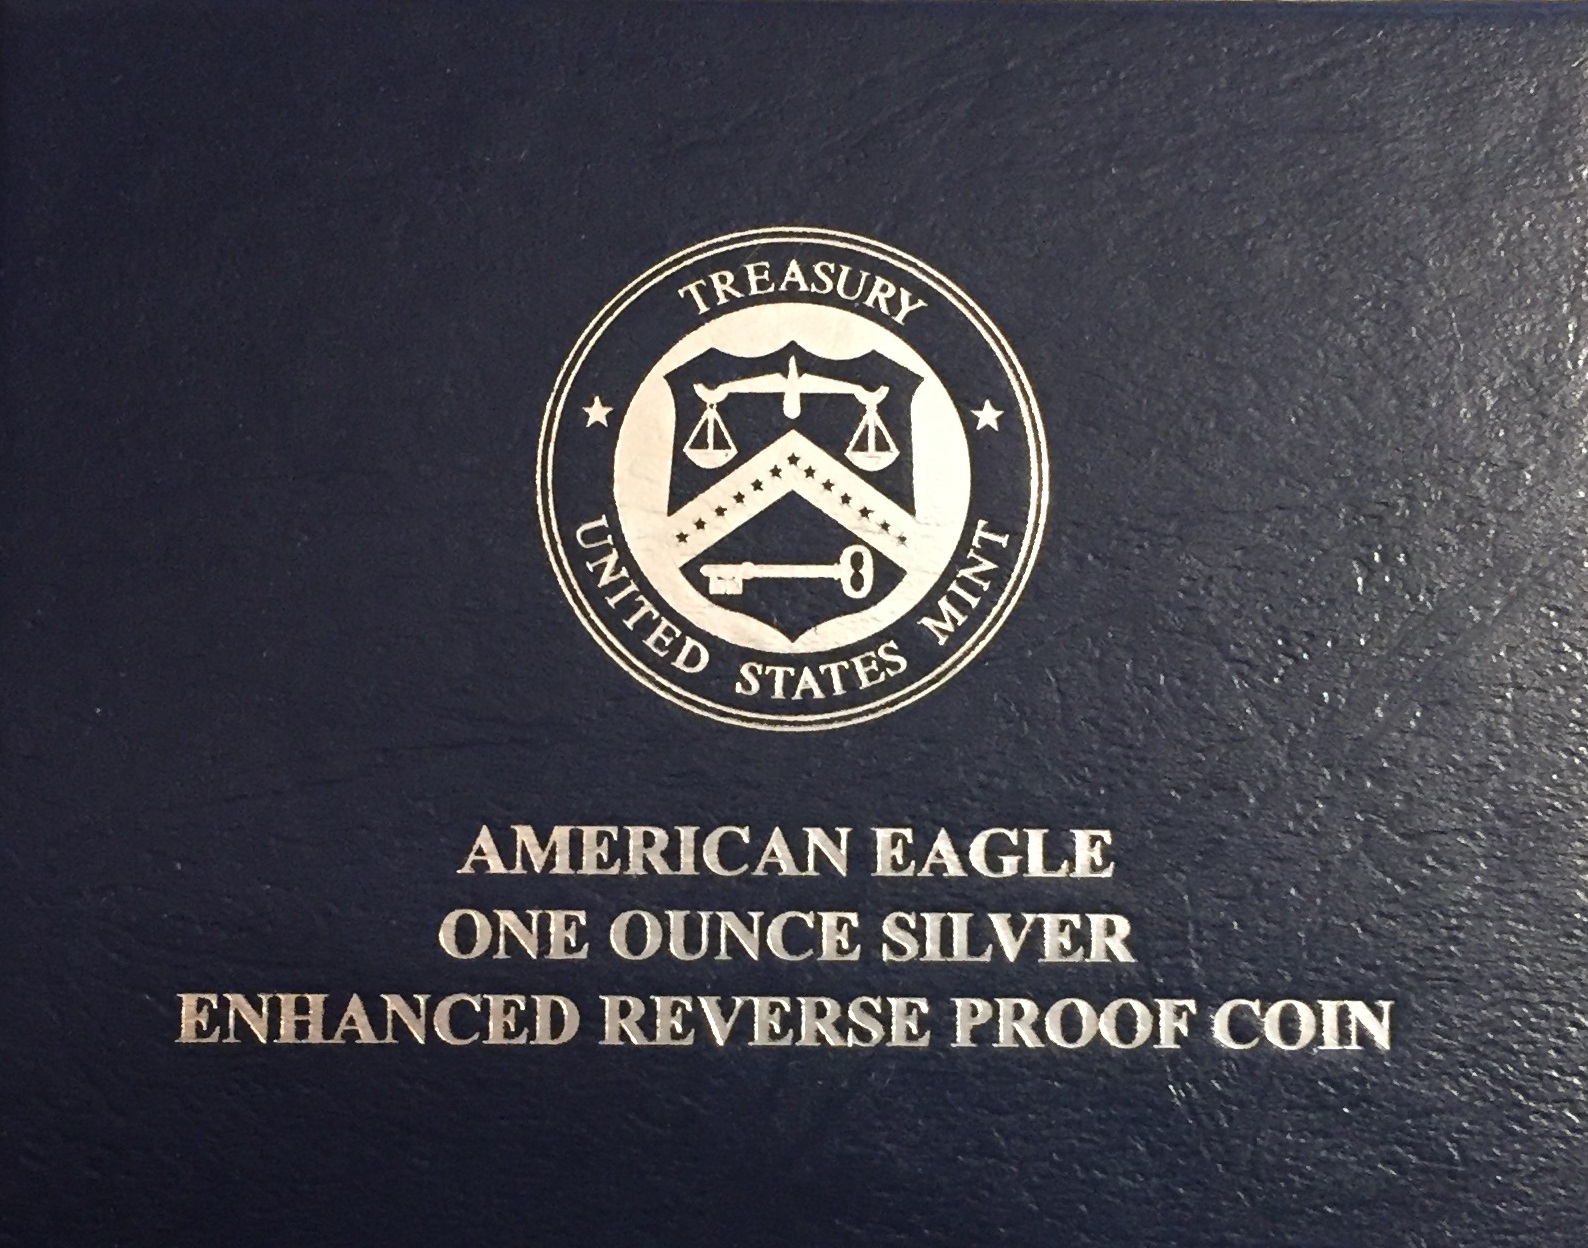 TREASURY
UNITED STATES MINT
AMERICAN EAGLE
ONE OUNCE SILVER
ENHANCED REVERSE PROOF COIN